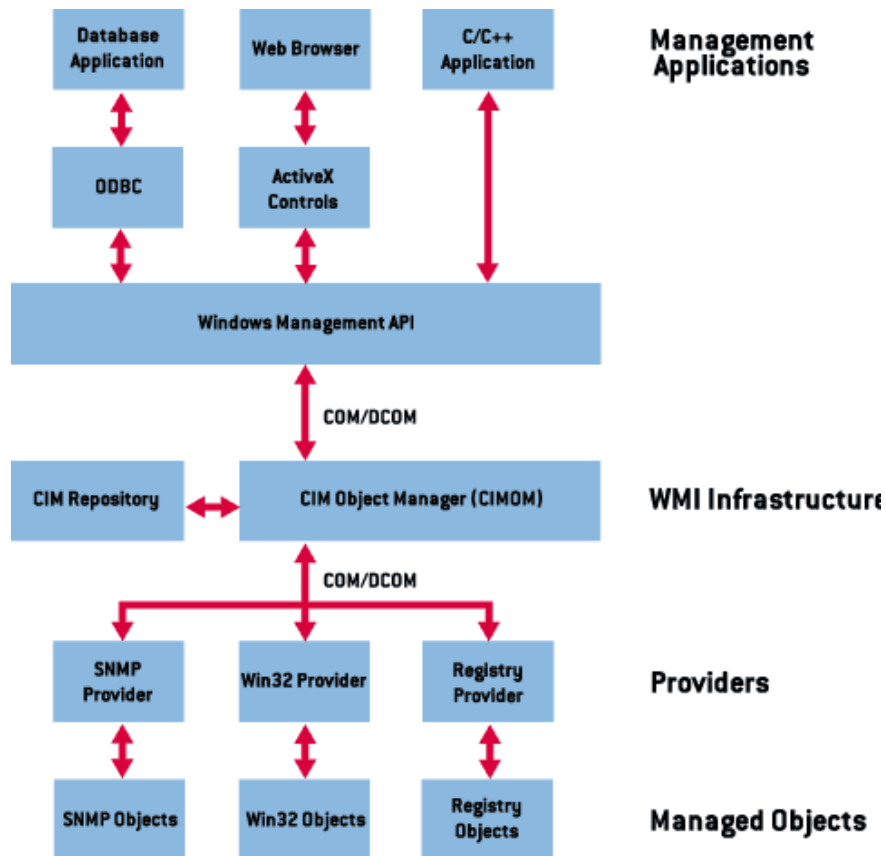 Database
Application
Web Browser
C/C++
Application
Management
Applications
ODBC
ActiveX
Controls
Windows Management API
COM/DCOM
CIM Repository
CIM Object Manager (CIMOM)
WMI Infrastructure
COM/DCOM
SNMP
Provider
Win32 Provider
Registry
Provider
Providers
SNMP Objects
Win32 Objects
Registry
Objects
Managed Objects